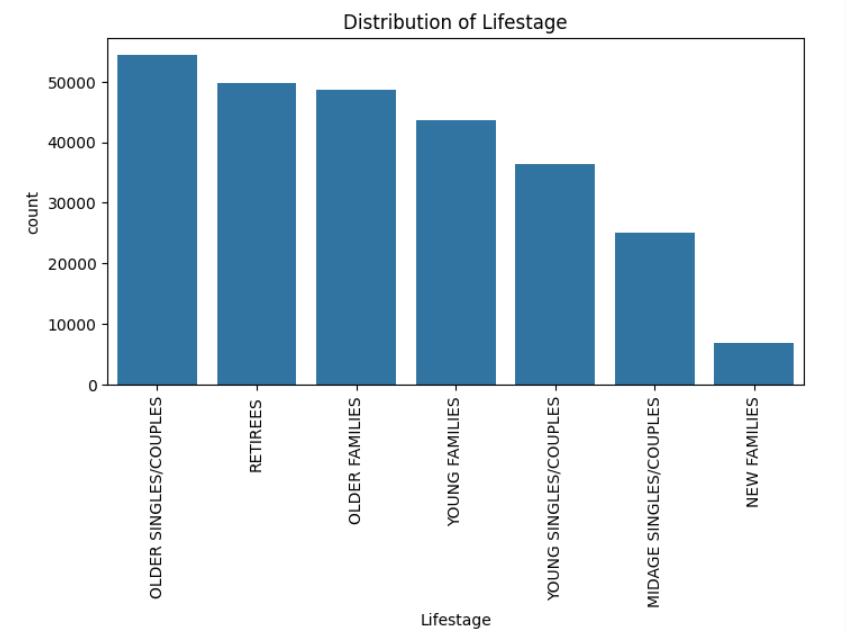 Distribution of Lifestage
count
50000
40000
30000
20000
10000
0
OLDER SINGLES/COUPLES
RETIREES
OLDER FAMILIES
YOUNG FAMILIES
YOUNG SINGLES/COUPLES
MIDAGE SINGLES/COUPLES
NEW FAMILIES
Lifestage